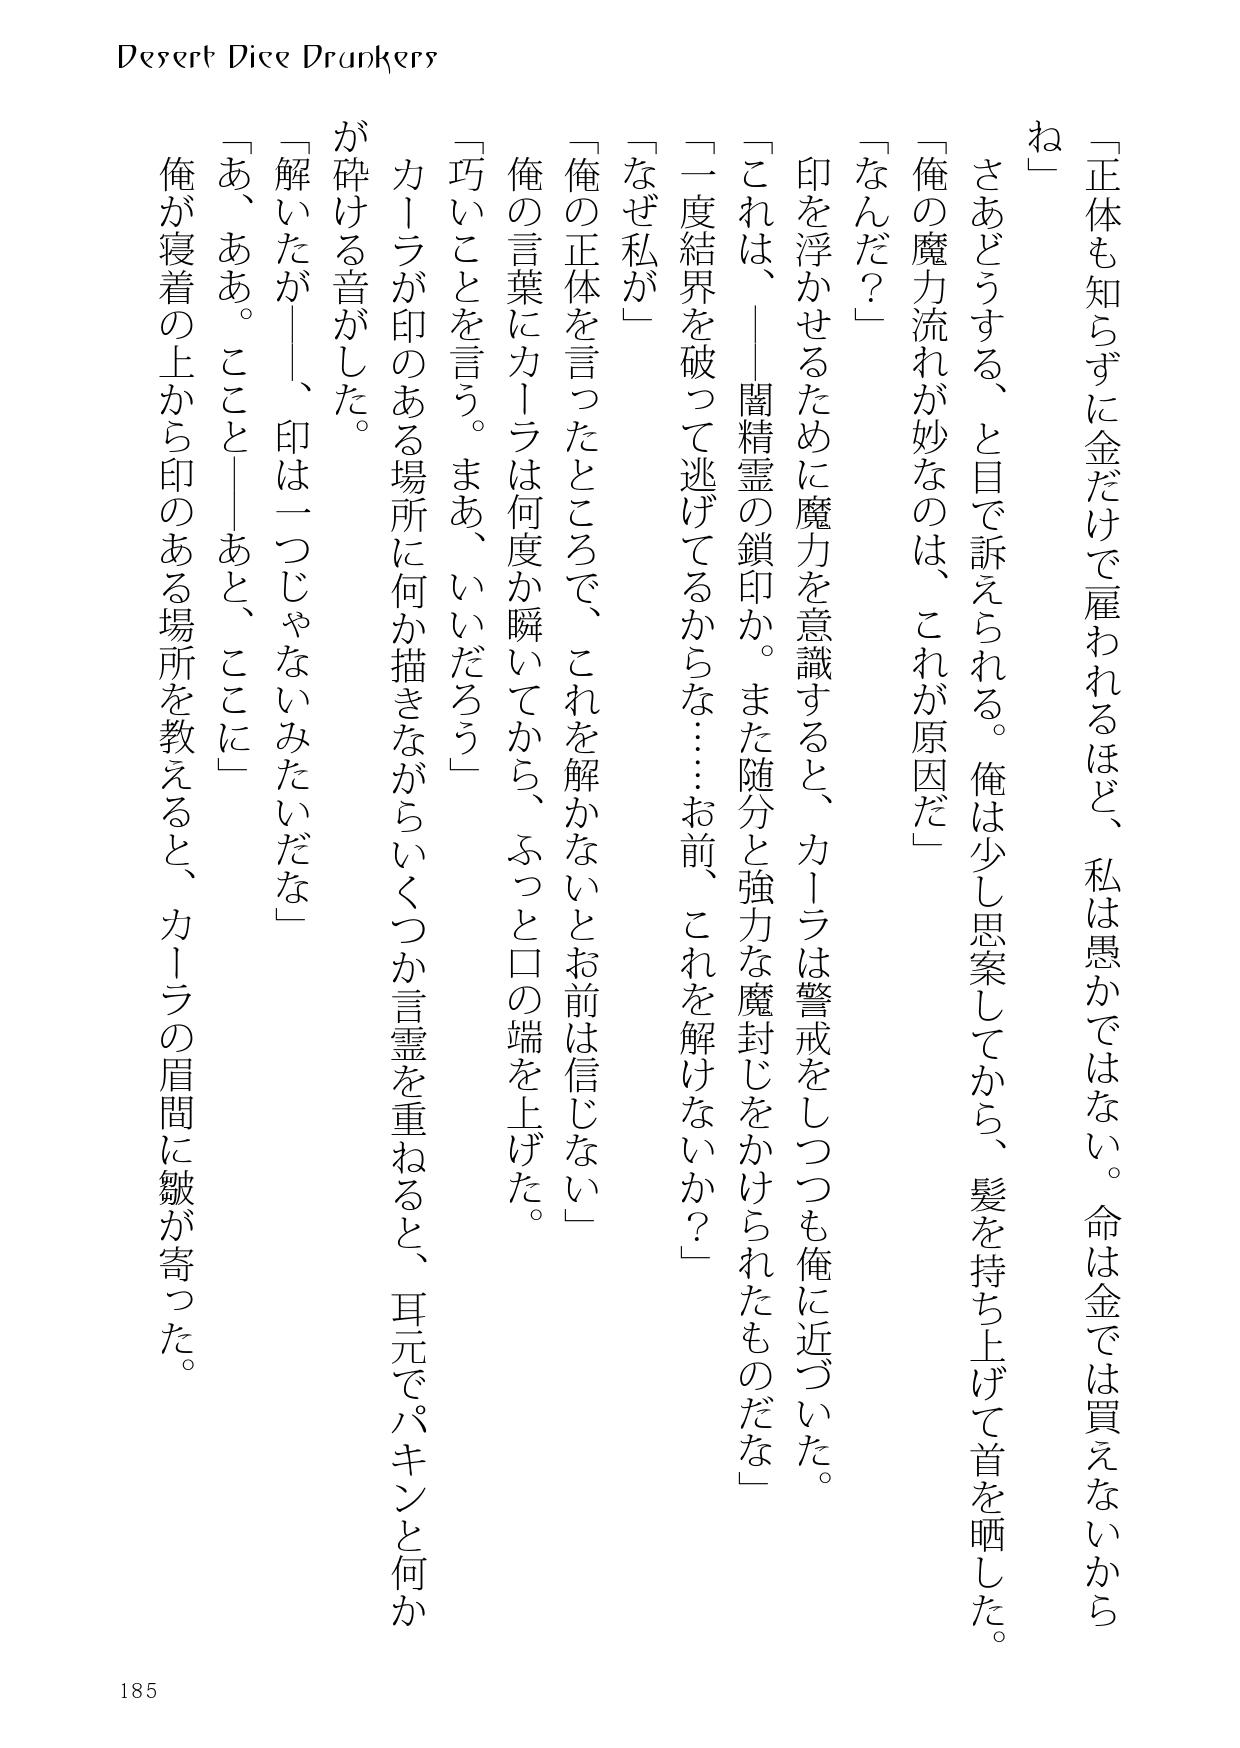 Desert Dice Drunkers
「正体も知らずに金だけで雇われるほど、私は愚かではない。命は金では買えないから
ね」
さあどうする、と目で訴えられる。俺は少し思案してから、髪を持ち上げて首を晒した。
「俺の魔力流れが妙なのは、これが原因だ」
「なんだ？」
印を浮かせるために魔力を意識すると、カーラは警戒をしつつも俺に近づいた。
「これは、――闇精霊の鎖印か。また随分と強力な魔封じをかけられたものだな」
「一度結界を破って逃げてるからな……お前、これを解けないか？」
「なぜ私が」
「俺の正体を言ったところで、これを解かないとお前は信じない」
俺の言葉にカーラは何度か瞬いてから、ふっと口の端を上げた。
「巧いことを言う。まあ、いいだろう」
カーラが印のある場所に何か描きながらいくつか言霊を重ねると、耳元でパキンと何か
が砕ける音がした。
「解いたが――、印は一つじゃないみたいだな」
「あ、ああ。ここと――あと、ここに」
俺が寝着の上から印のある場所を教えると、カーラの眉間に皺が寄った。
185